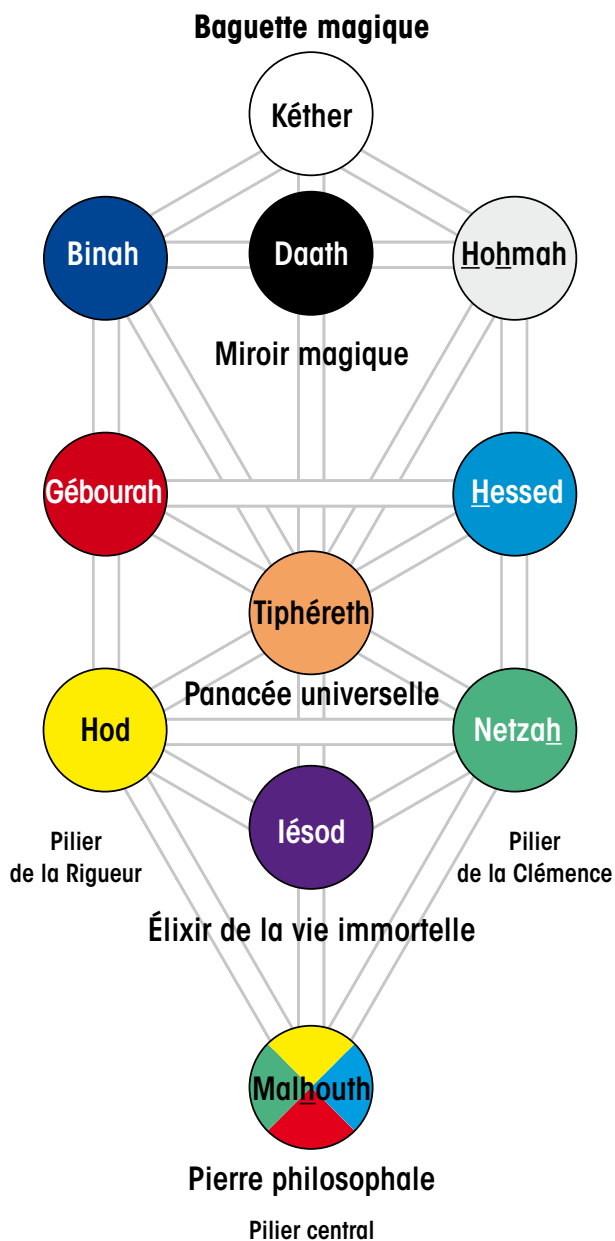 Baguette magique
Kéther
Binah
Daath
Hohmah
Miroir magique
Gébourah
Hessed
Tiphéreth
Panacée universelle
Hod
Netzah
Iésod
Pilier
de la Rigueur
Pilier
de la Clémence
Élixir de la vie immortelle
Malhouth
Pierre philosophale
Pilier central